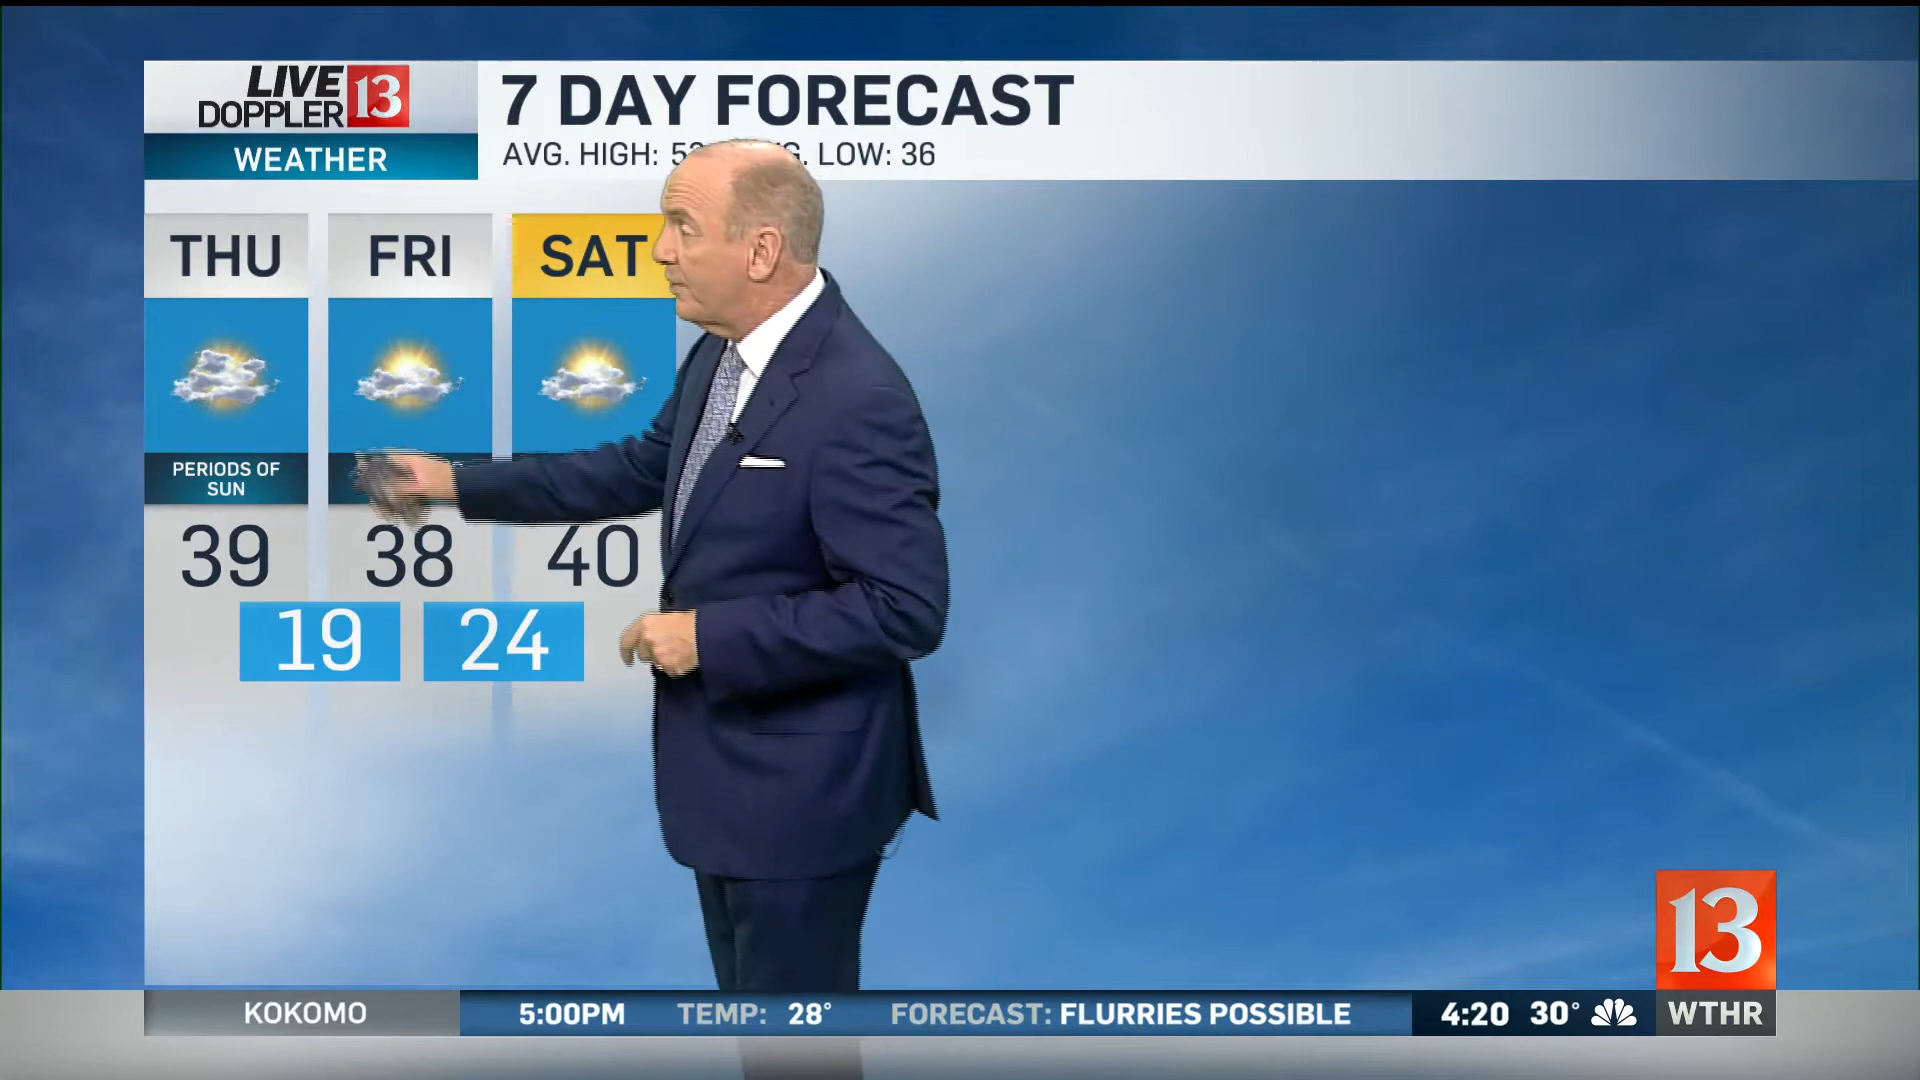 LIVE
DOPPLER 13
WEATHER
7 DAY FORECAST
AVG. HIGH: LOW: 36
THU
FRI
SAT
PERIODS OF
SUN
39
38
40
19
24
13
KOKOMO
5:00PM
TEMP: 28°
FORECAST: FLURRIES POSSIBLE
4:20
30°
WTHR